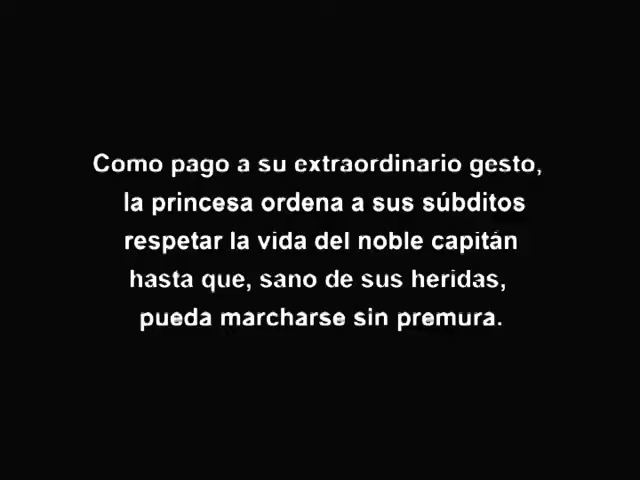 Como pago a su extraordinario gesto,
la princesa ordena a sus súbditos
respetar la vida del noble capitán
hasta que, sano de sus heridas,
pueda marcharse sin premura.